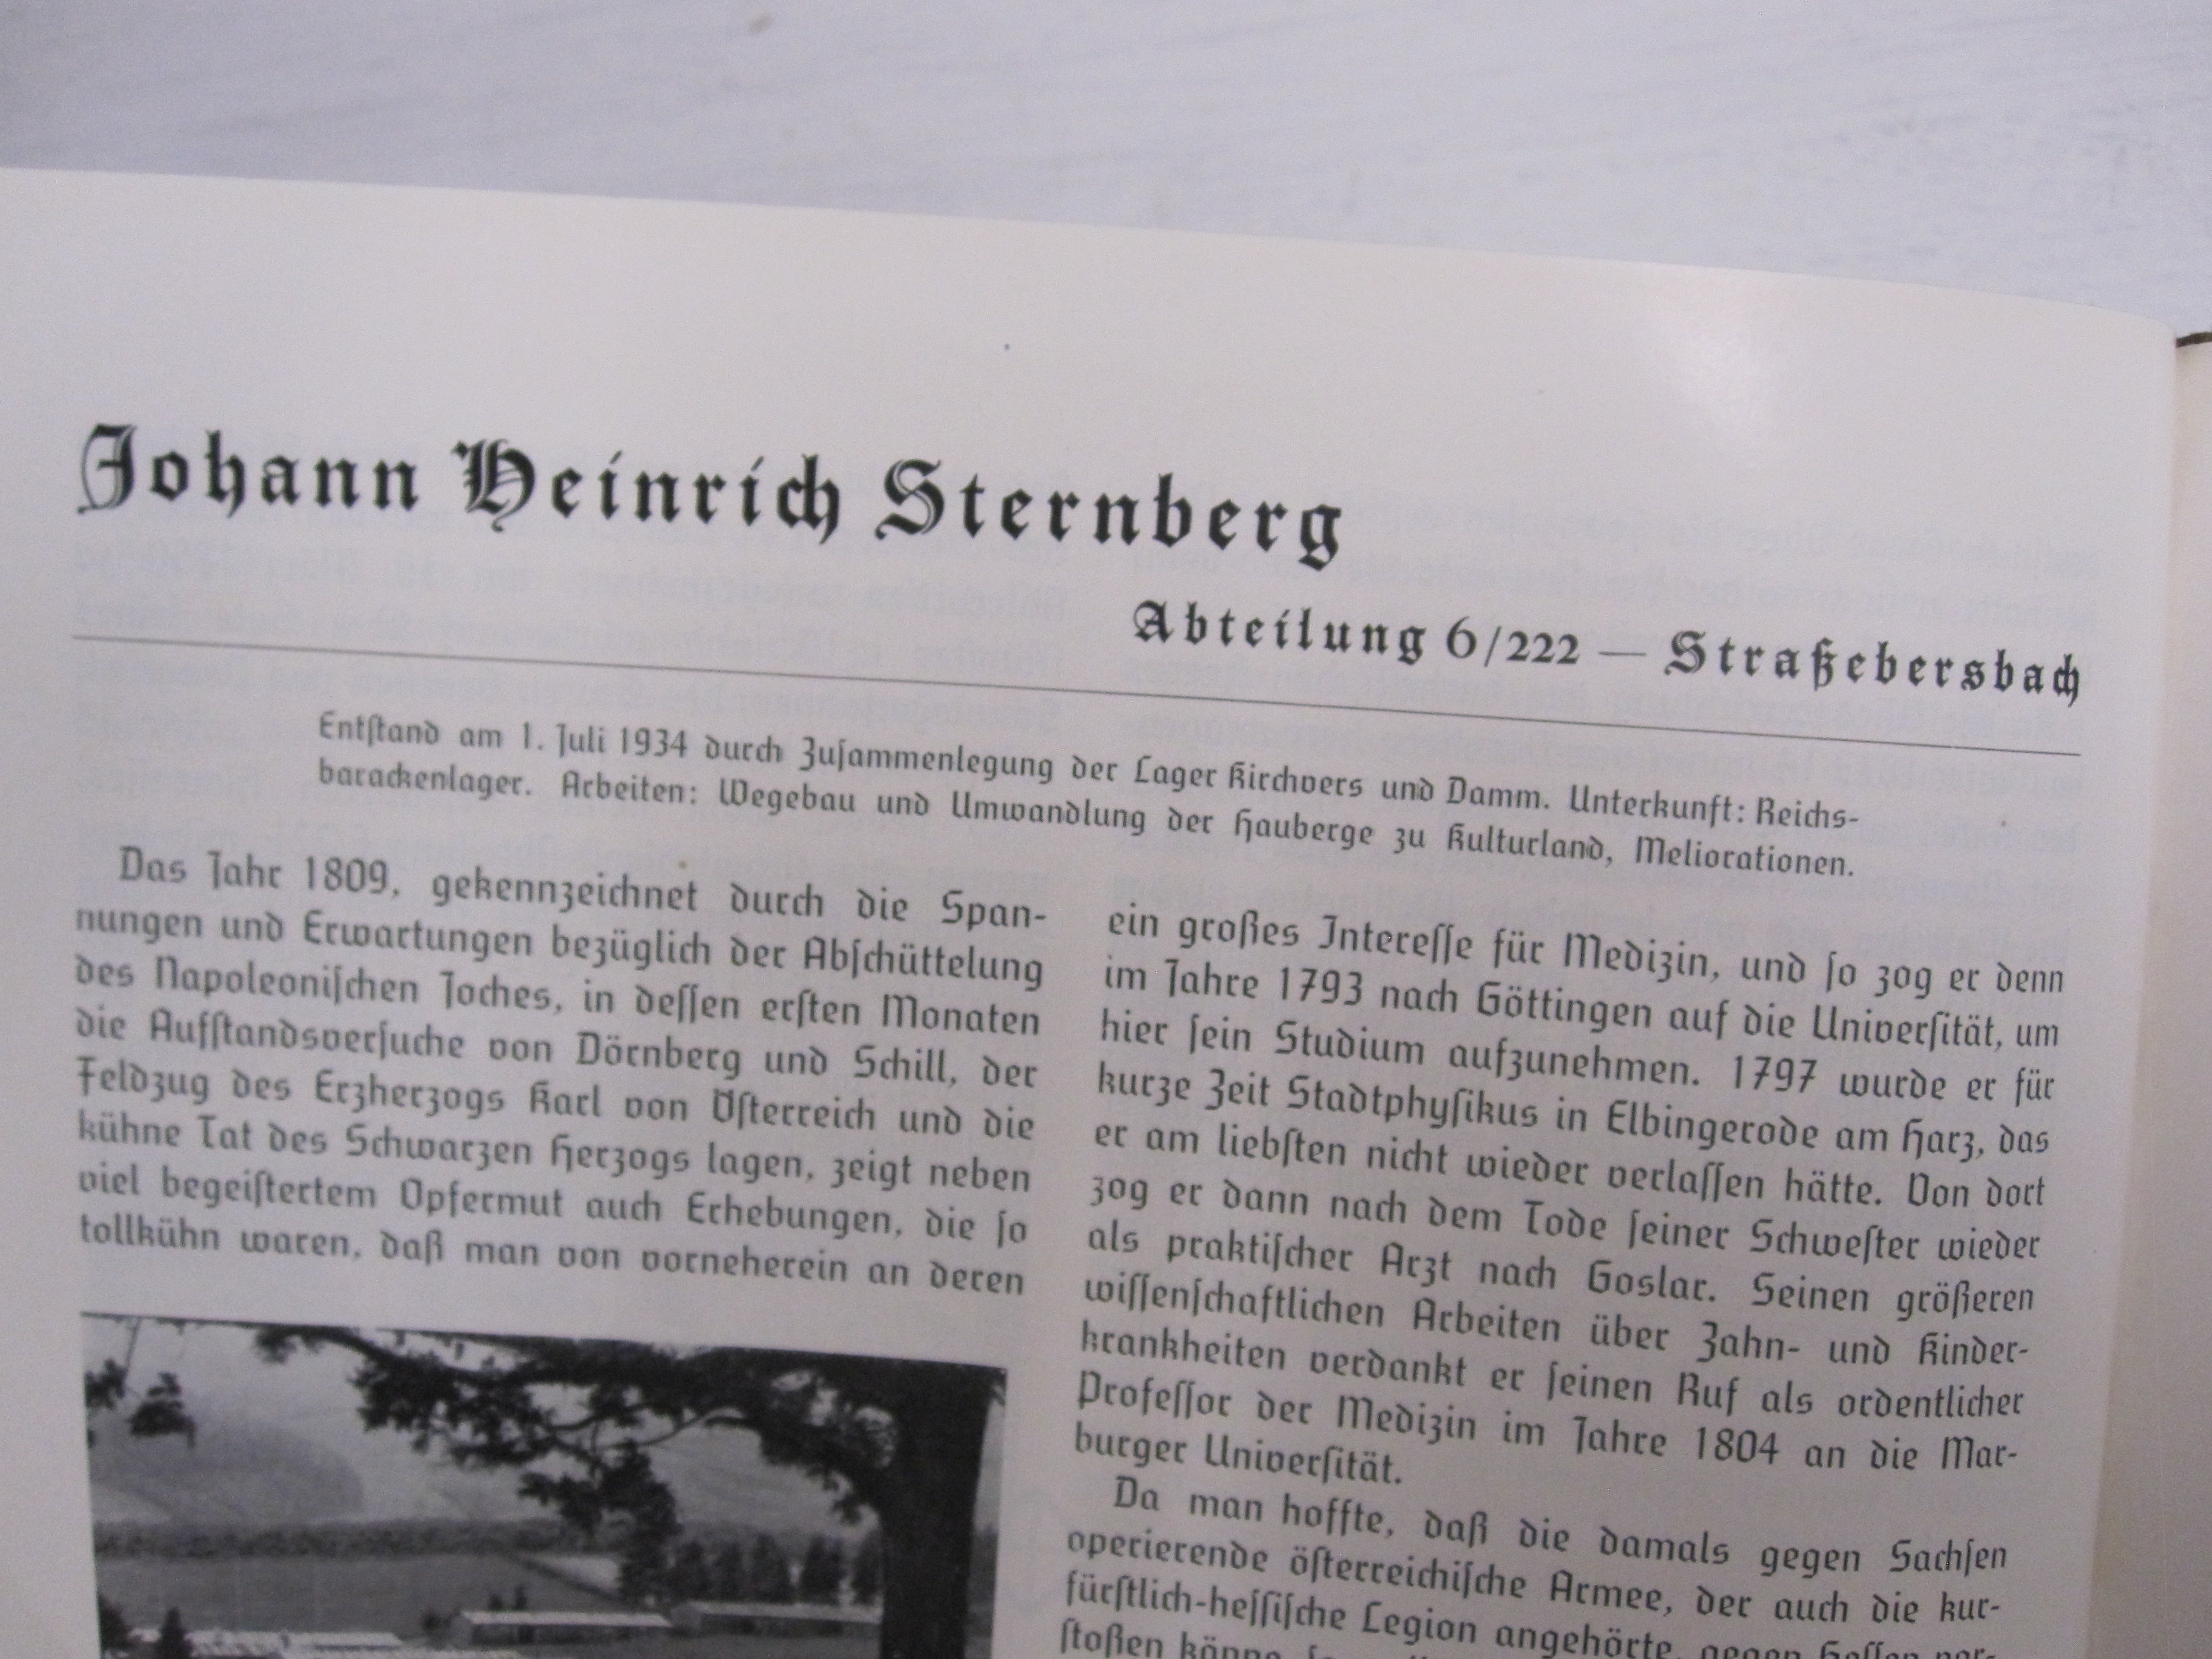 Johann Heinrich Sternberg
Abteilung 6/222 — Straßebersbach
Entſtand am 1. Juli 1934 durch Zuſammenlegung der Lager Kirchvers und Damm. Unterkunft: Reichs-
barackenlager. Arbeiten: Wegebau und Umwandlung der Hauberge zu Kulturland, Meliorationen.
Das Jahr 1809, gekennzeichnet durch die Span-
nungen und Erwartungen bezüglich der Abſchüttelung
des Napoleoniſchen Joches, in deſſen erſten Monaten
die Aufſtandsverſuche von Dörnberg und Schill, der
Feldzug des Erzherzogs Karl von Öſterreich und die
kühne Tat des Schwarzen Herzogs lagen, zeigt neben
viel begeiſtertem Opfermut auch Erhebungen, die ſo
tollkühn waren, daß man von vorneherein an deren
ein großes Intereſſe für Medizin, und ſo zog er denn
im Jahre 1793 nach Göttingen auf die Univerſität, um
hier ſein Studium aufzunehmen. 1797 wurde er für
kurze Zeit Stadtphyſikus in Elbingerode am Harz, das
er am liebſten nicht wieder verlaſſen hätte. Von dort
zog er dann nach dem Tode ſeiner Schweſter wieder
als praktiſcher Arzt nach Goslar. Seinen größeren
wiſſenſchaftlichen Arbeiten über Zahn- und Kinder-
krankheiten verdankt er ſeinen Ruf als ordentlicher
Profeſſor der Medizin im Jahre 1804 an die Mar-
burger Univerſität.
Da man hoffte, daß die damals gegen Sachſen
operierende öſterreichiſche Armee, der auch die kur-
fürſtlich-heſſiſche Legion angehörte, gegen Heſſen vor-
ſtoßen könne,